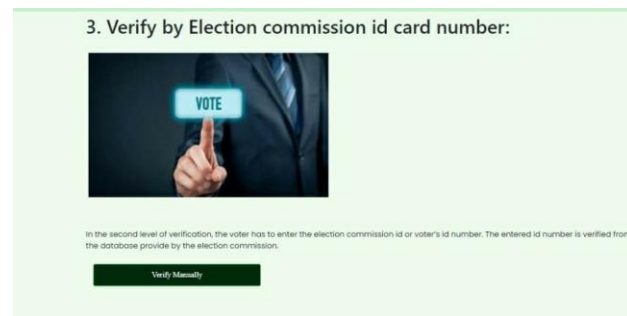 3. Verify by Election commission id card number:
VOTE
In the second level of verification, the voter has to enter the election commission id or voter's id number. The entered id number is verified from
the database provide by the election commission.
Verify Manually